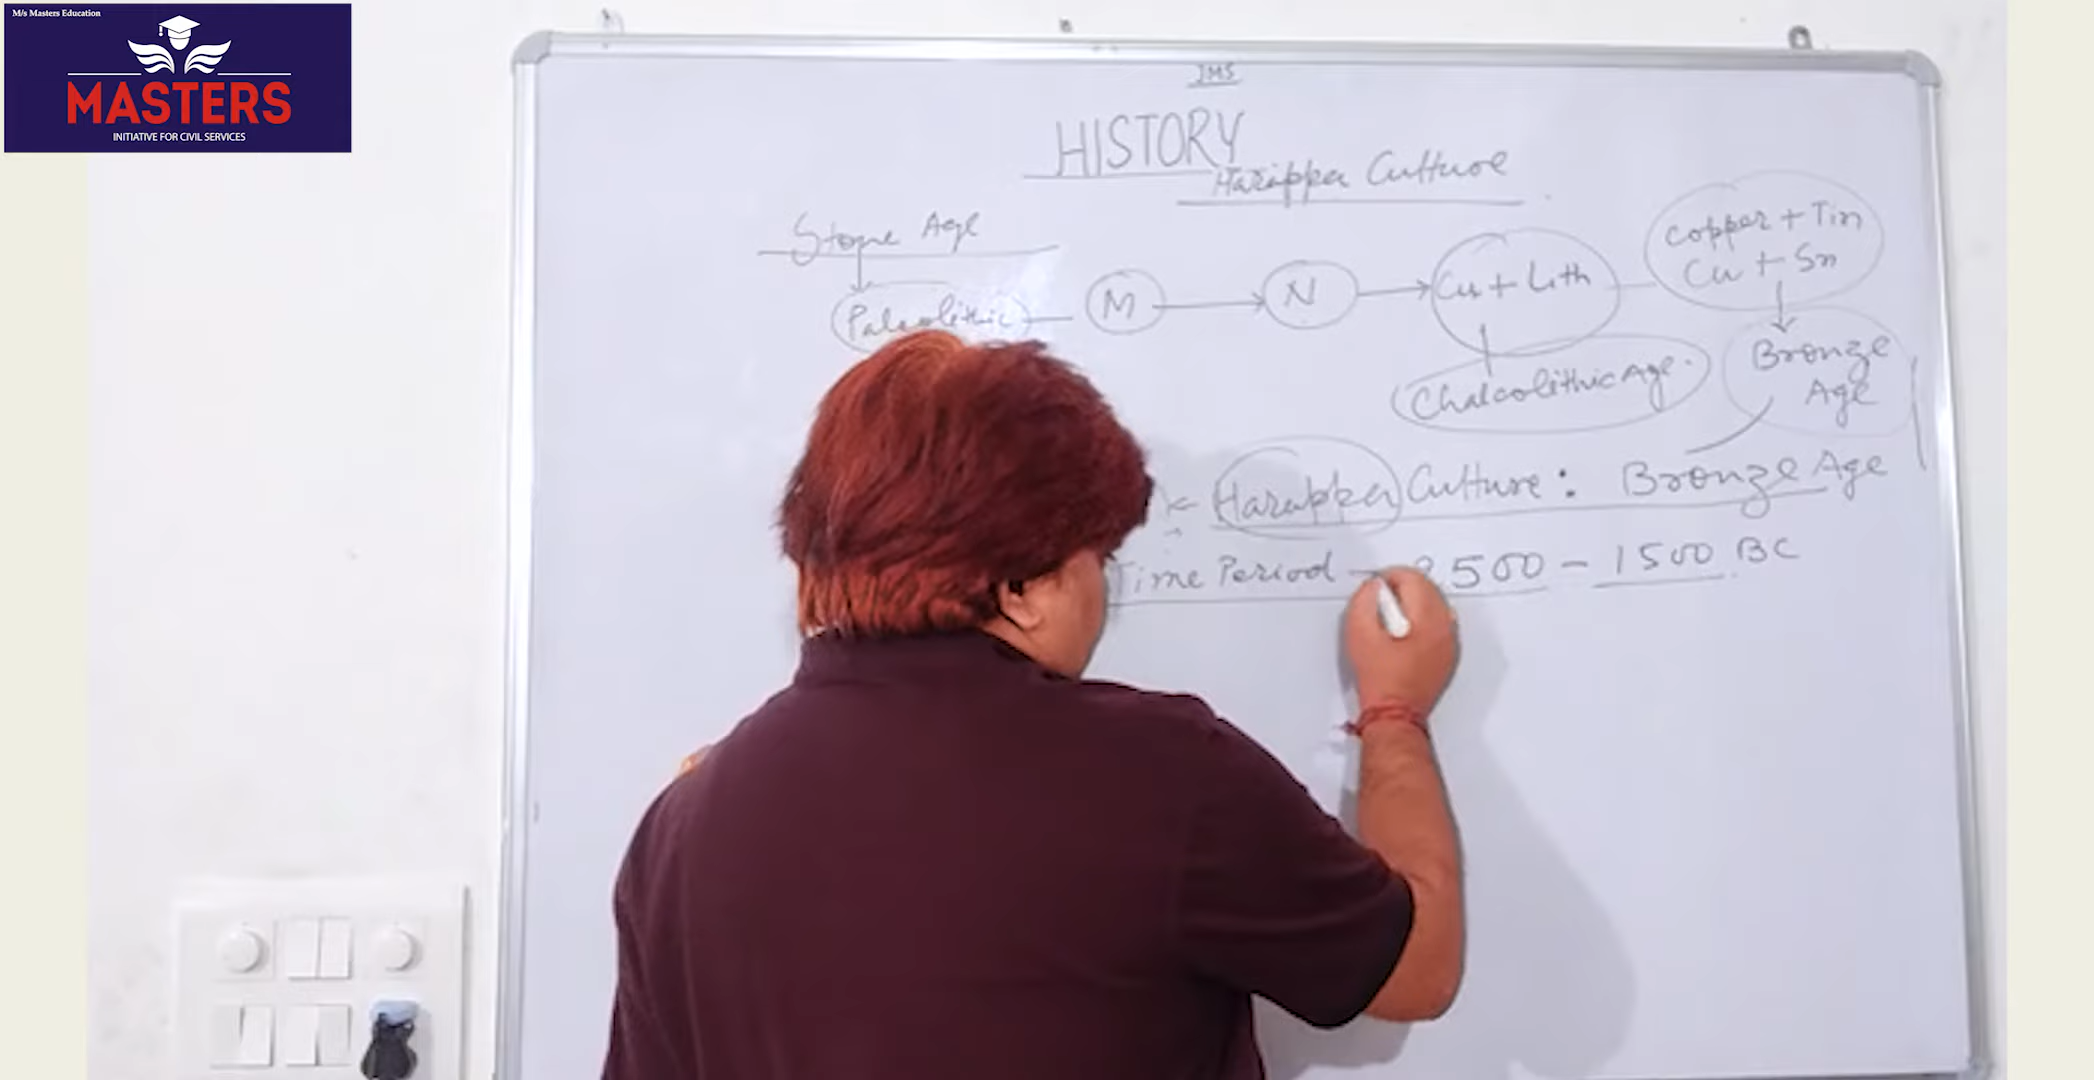 M/s Masters Education
MASTERS
INITIATIVE FOR CIVIL SERVICES
IMS
HISTORY
Harappa Culture
Stone Age
Palaeolithic
M
N
Cu + Lith
Copper + Tin
Cu + Sn
Chalcolithic Age.
Bronze
Age
Harappa Culture : Bronze Age
Time Period 2500 - 1500 BC